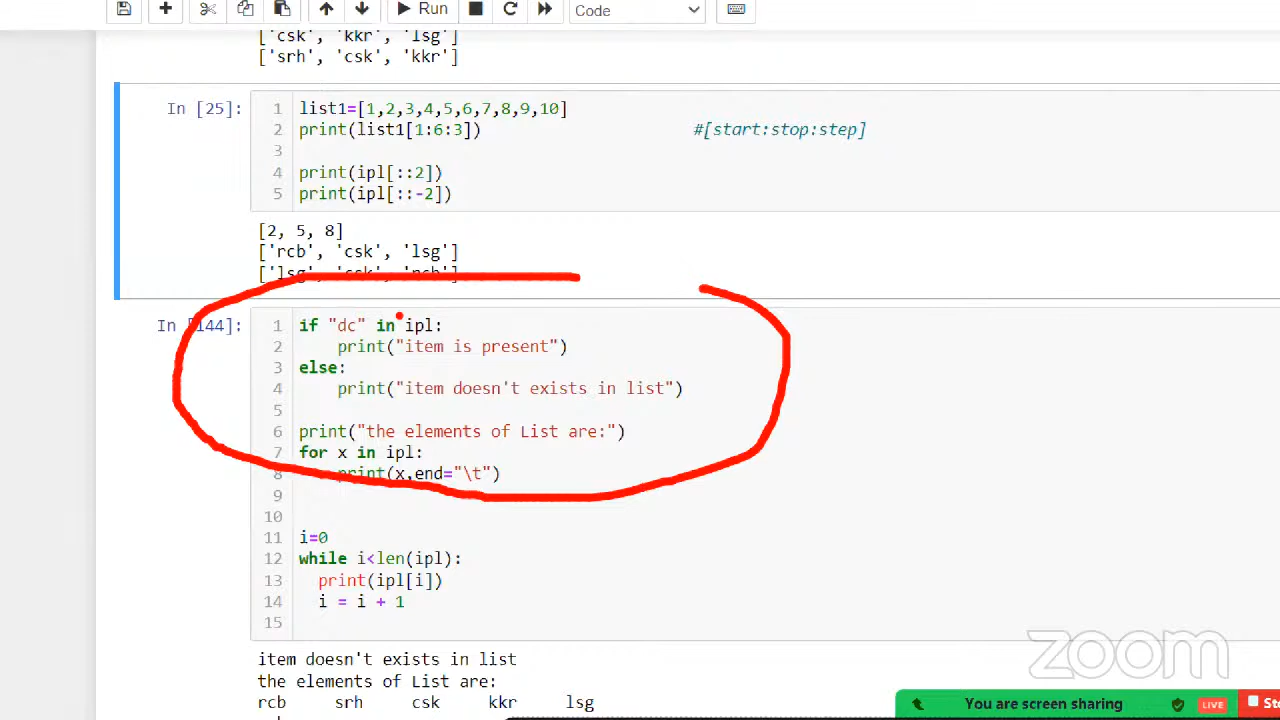 Run
Code
['csk', 'kkr', 'lsg']
['srh', 'csk', 'kkr']
In [25]:
1 list1=[1,2,3,4,5,6,7,8,9,10]
2 print(list1[1:6:3]) #[start:stop:step]
3
4 print(ipl[::2])
5 print(ipl[::-2])
[2, 5, 8]
['rcb', 'csk', 'lsg']
['lsg', 'csk', 'rcb']
In [144]:
1 if "dc" in ipl:
2 print("item is present")
3 else:
4 print("item doesn't exists in list")
5
6 print("the elements of List are:")
7 for x in ipl:
8 print(x,end="\t")
9
10
11 i=0
12 while i<len(ipl):
13 print(ipl[i])
14 i = i + 1
15
item doesn't exists in list
the elements of List are:
rcb srh csk kkr lsg
zoom
You are screen sharing LIVE